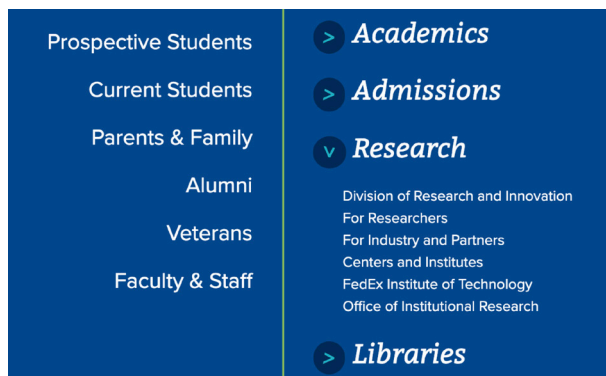 Prospective Students
Current Students
Parents & Family
Alumni
Veterans
Faculty & Staff
> Academics
> Admissions
v Research
Division of Research and Innovation
For Researchers
For Industry and Partners
Centers and Institutes
FedEx Institute of Technology
Office of Institutional Research
> Libraries